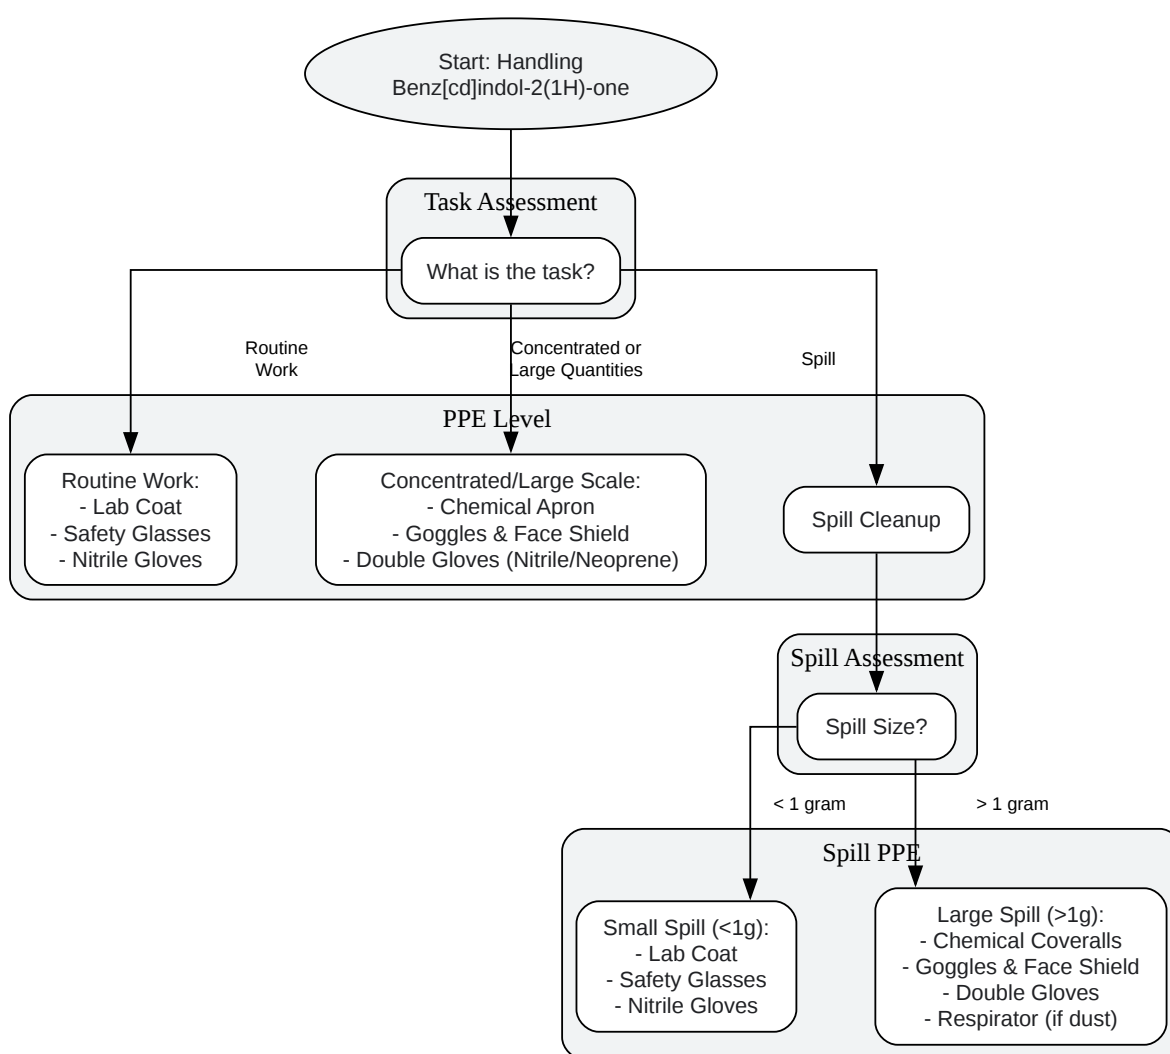 Start: Handling
Benz[cd]indol-2(1H)-one
Task Assessment
What is the task?
Routine
Work
Concentrated or
Large Quantities
Spill
PPE Level
Routine Work:
- Lab Coat
- Safety Glasses
- Nitrile Gloves
Concentrated/Large Scale:
- Chemical Apron
- Goggles & Face Shield
- Double Gloves (Nitrile/Neoprene)
Spill Cleanup
Spill Assessment
Spill Size?
< 1 gram
> 1 gram
Spill PPE
Small Spill (<1g):
- Lab Coat
- Safety Glasses
- Nitrile Gloves
Large Spill (>1g):
- Chemical Coveralls
- Goggles & Face Shield
- Double Gloves
- Respirator (if dust)